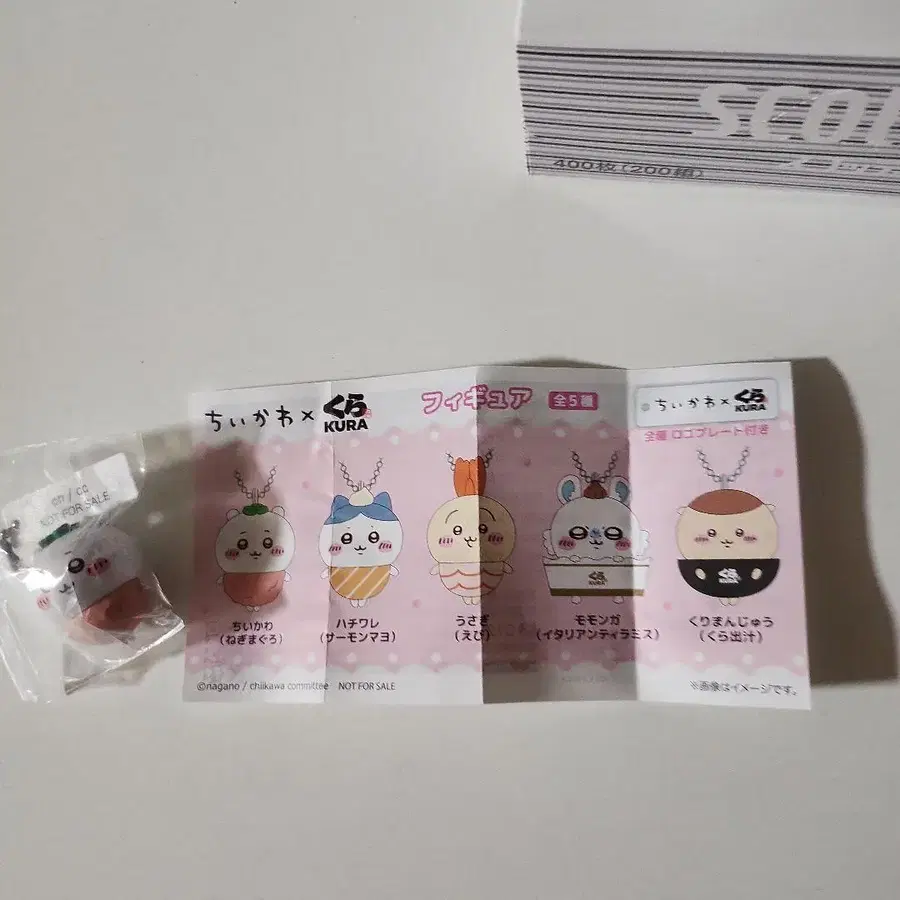 400枚(200組)
ちいかわ×くら
KURA
フィギュア 全5種
ちいかわ×くら
KURA
全種 ロゴプレート付き
NOT FOR SALE
くら
KURA
くら
KURA
ちいかわ
(ねぎまぐろ)
ハチワレ
(サーモンマヨ)
うさぎ
(えび)
モモンガ
(イタリアンティラミス)
くりまんじゅう
(くら出汁)
©nagano / chiikawa committee NOT FOR SALE
※画像はイメージです。